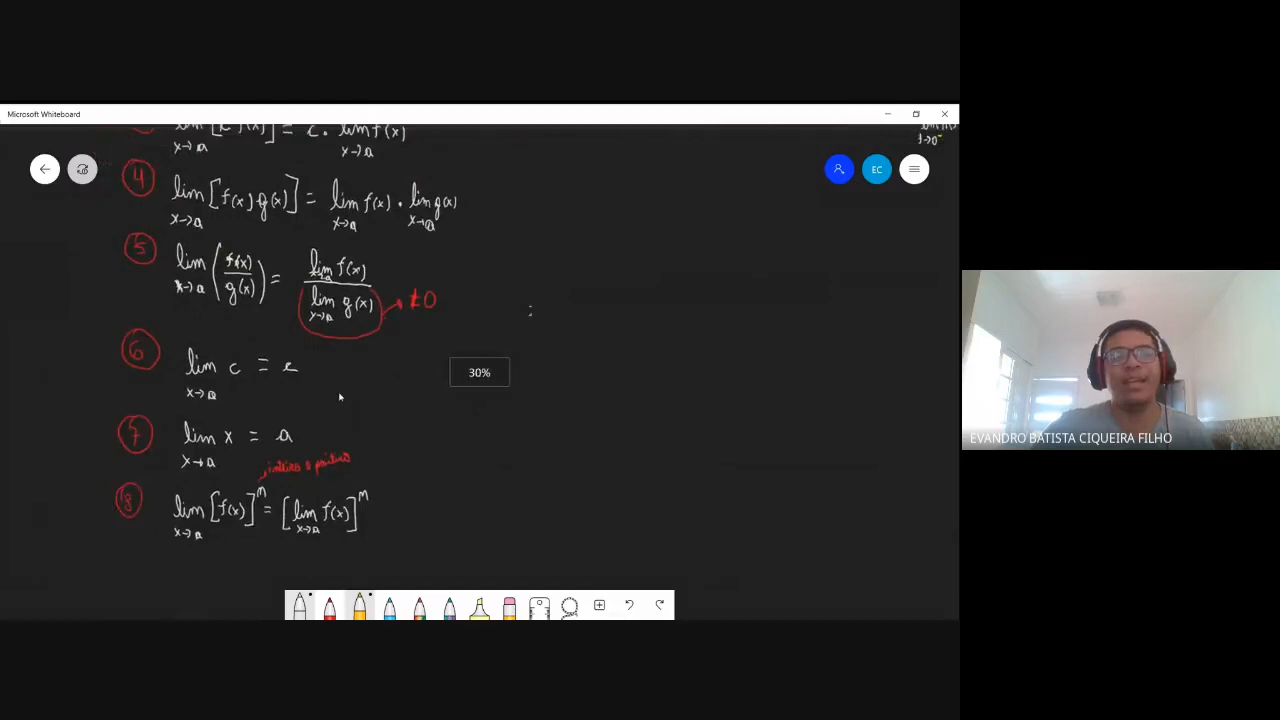 Microsoft Whiteboard
lim x→a [c f(x)] = c . lim x→a f(x)
4 lim x→a [f(x) g(x)] = lim x→a f(x) . lim x→a g(x)
5 lim x→a (f(x)/g(x)) = lim x→a f(x) / lim x→a g(x) → ≠0
6 lim x→a c = c
30%
7 lim x→a x = a
inteiro e positivo
8 lim x→a [f(x)]^n = [lim x→a f(x)]^n
EC
EVANDRO BATISTA CIQUEIRA FILHO